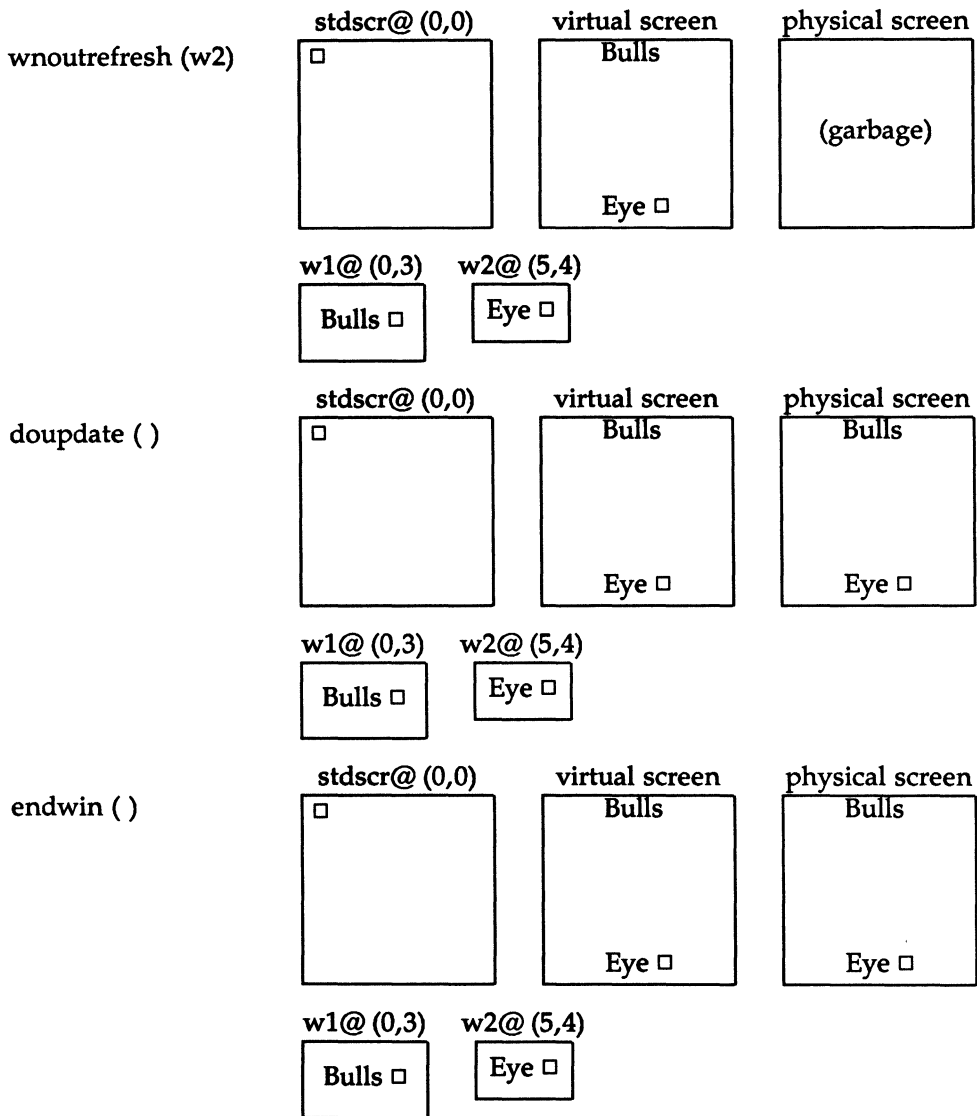 stdscr@ (0,0) virtual screen physical screen
wnoutrefresh (w2) Bulls
(garbage)
Eye □
w1@ (0,3) w2@ (5,4)
Bulls □ Eye □
stdscr@ (0,0) virtual screen physical screen
doupdate ( ) Bulls Bulls
Eye □ Eye □
w1@ (0,3) w2@ (5,4)
Bulls □ Eye □
stdscr@ (0,0) virtual screen physical screen
endwin ( ) Bulls Bulls
Eye □ Eye □
w1@ (0,3) w2@ (5,4)
Bulls □ Eye □